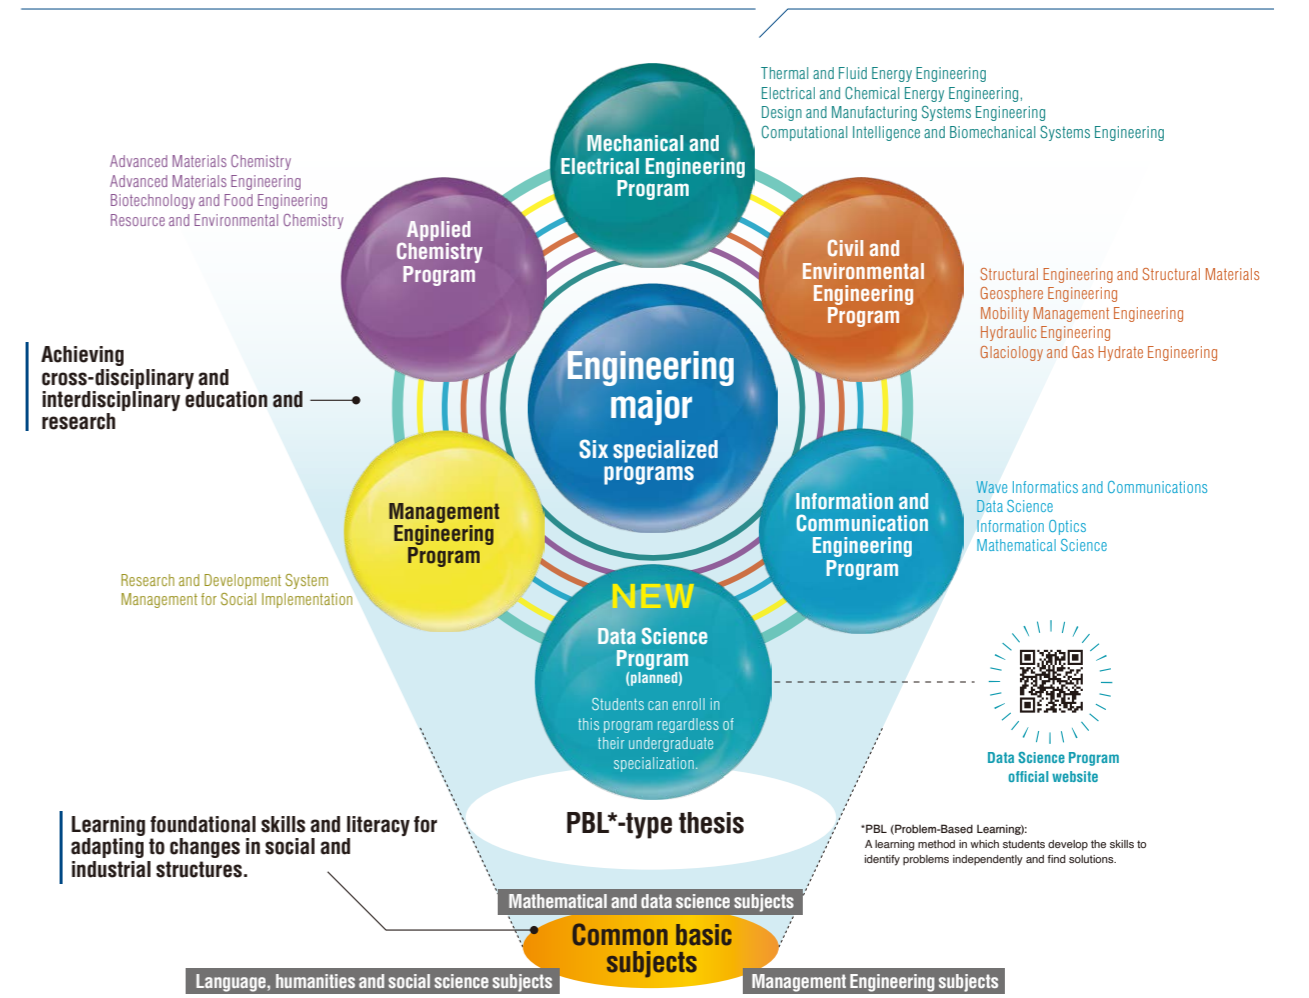 Thermal and Fluid Energy Engineering
Electrical and Chemical Energy Engineering,
Design and Manufacturing Systems Engineering
Computational Intelligence and Biomechanical Systems Engineering
Mechanical and
Electrical Engineering
Program
Advanced Materials Chemistry
Advanced Materials Engineering
Biotechnology and Food Engineering
Resource and Environmental Chemistry
Applied
Chemistry
Program
Civil and
Environmental
Engineering
Program
Structural Engineering and Structural Materials
Geosphere Engineering
Mobility Management Engineering
Hydraulic Engineering
Glaciology and Gas Hydrate Engineering
Achieving
cross-disciplinary and
interdisciplinary education and
research
Engineering
major
Six specialized
programs
Management
Engineering
Program
Information and
Communication
Engineering
Program
Wave Informatics and Communications
Data Science
Information Optics
Mathematical Science
Research and Development System
Management for Social Implementation
NEW
Data Science
Program
(planned)
Students can enroll in
this program regardless of
their undergraduate
specialization.
Data Science Program
official website
PBL*-type thesis
*PBL (Problem-Based Learning):
A learning method in which students develop the skills to
identify problems independently and find solutions.
Learning foundational skills and literacy for
adapting to changes in social and
industrial structures.
Mathematical and data science subjects
Common basic
subjects
Language, humanities and social science subjects
Management Engineering subjects